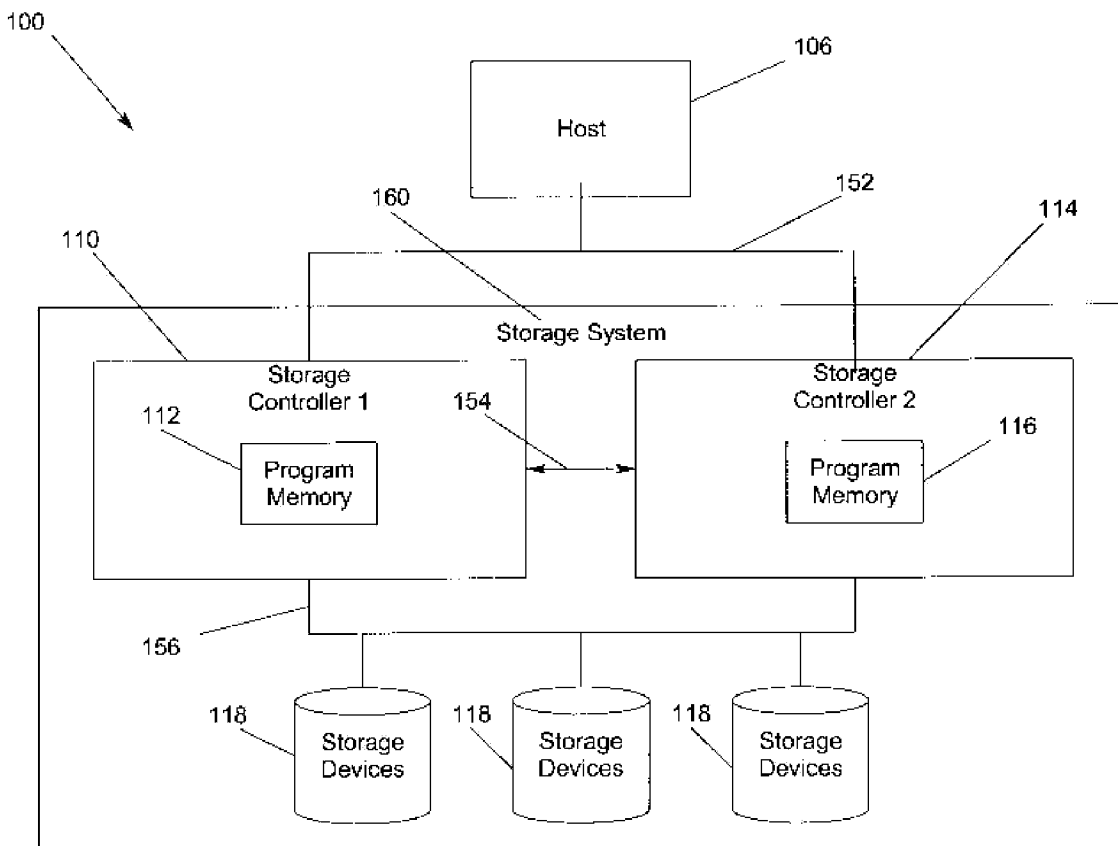 100
106
Host
160
152
110
114
Storage System
Storage
Controller 1
Storage
Controller 2
112
154
116
Program
Memory
Program
Memory
156
118
118
118
Storage
Devices
Storage
Devices
Storage
Devices